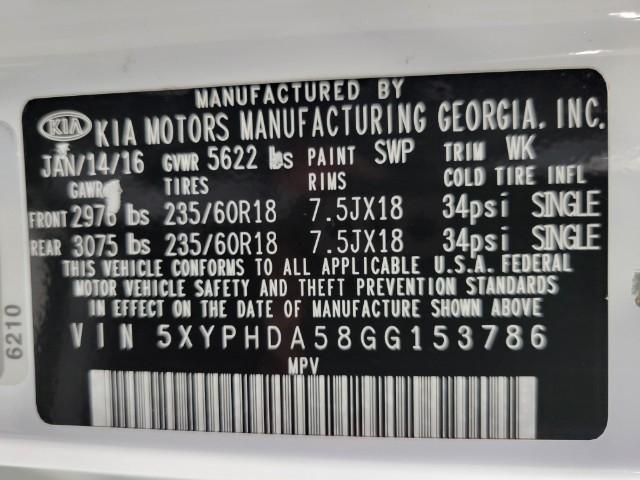 MANUFACTURED BY
KIA KIA MOTORS MANUFACTURING GEORGIA, INC.
JAN/14/16 GVWR 5622 lbs PAINT SWP TRIM WK
GAWR TIRES RIMS COLD TIRE INFL
FRONT 2976 lbs 235/60R18 7.5JX18 34psi SINGLE
REAR 3075 lbs 235/60R18 7.5JX18 34psi SINGLE
THIS VEHICLE CONFORMS TO ALL APPLICABLE U.S.A. FEDERAL
MOTOR VEHICLE SAFETY AND THEFT PREVENTION STANDARDS
IN EFFECT ON THE DATE OF MANUFACTURE SHOWN ABOVE.
VIN 5XYPHDA58GG153786
MPV
6210